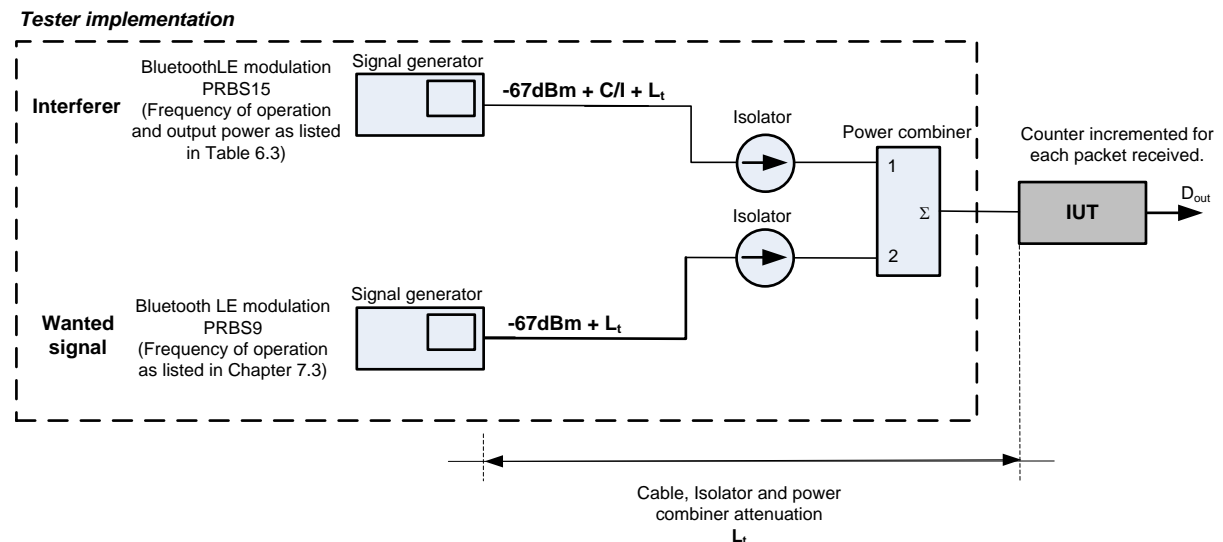 Tester implementation
Interferer
BluetoothLE modulation
PRBS15
(Frequency of operation
and output power as listed
in Table 6.3)
Signal generator
-67dBm + C/I + Lt
Isolator
Power combiner
1
Σ
2
Counter incremented for
each packet received.
IUT
Dout
Isolator
Wanted
signal
Bluetooth LE modulation
PRBS9
(Frequency of operation
as listed in Chapter 7.3)
Signal generator
-67dBm + Lt
Cable, Isolator and power
combiner attenuation
Lt